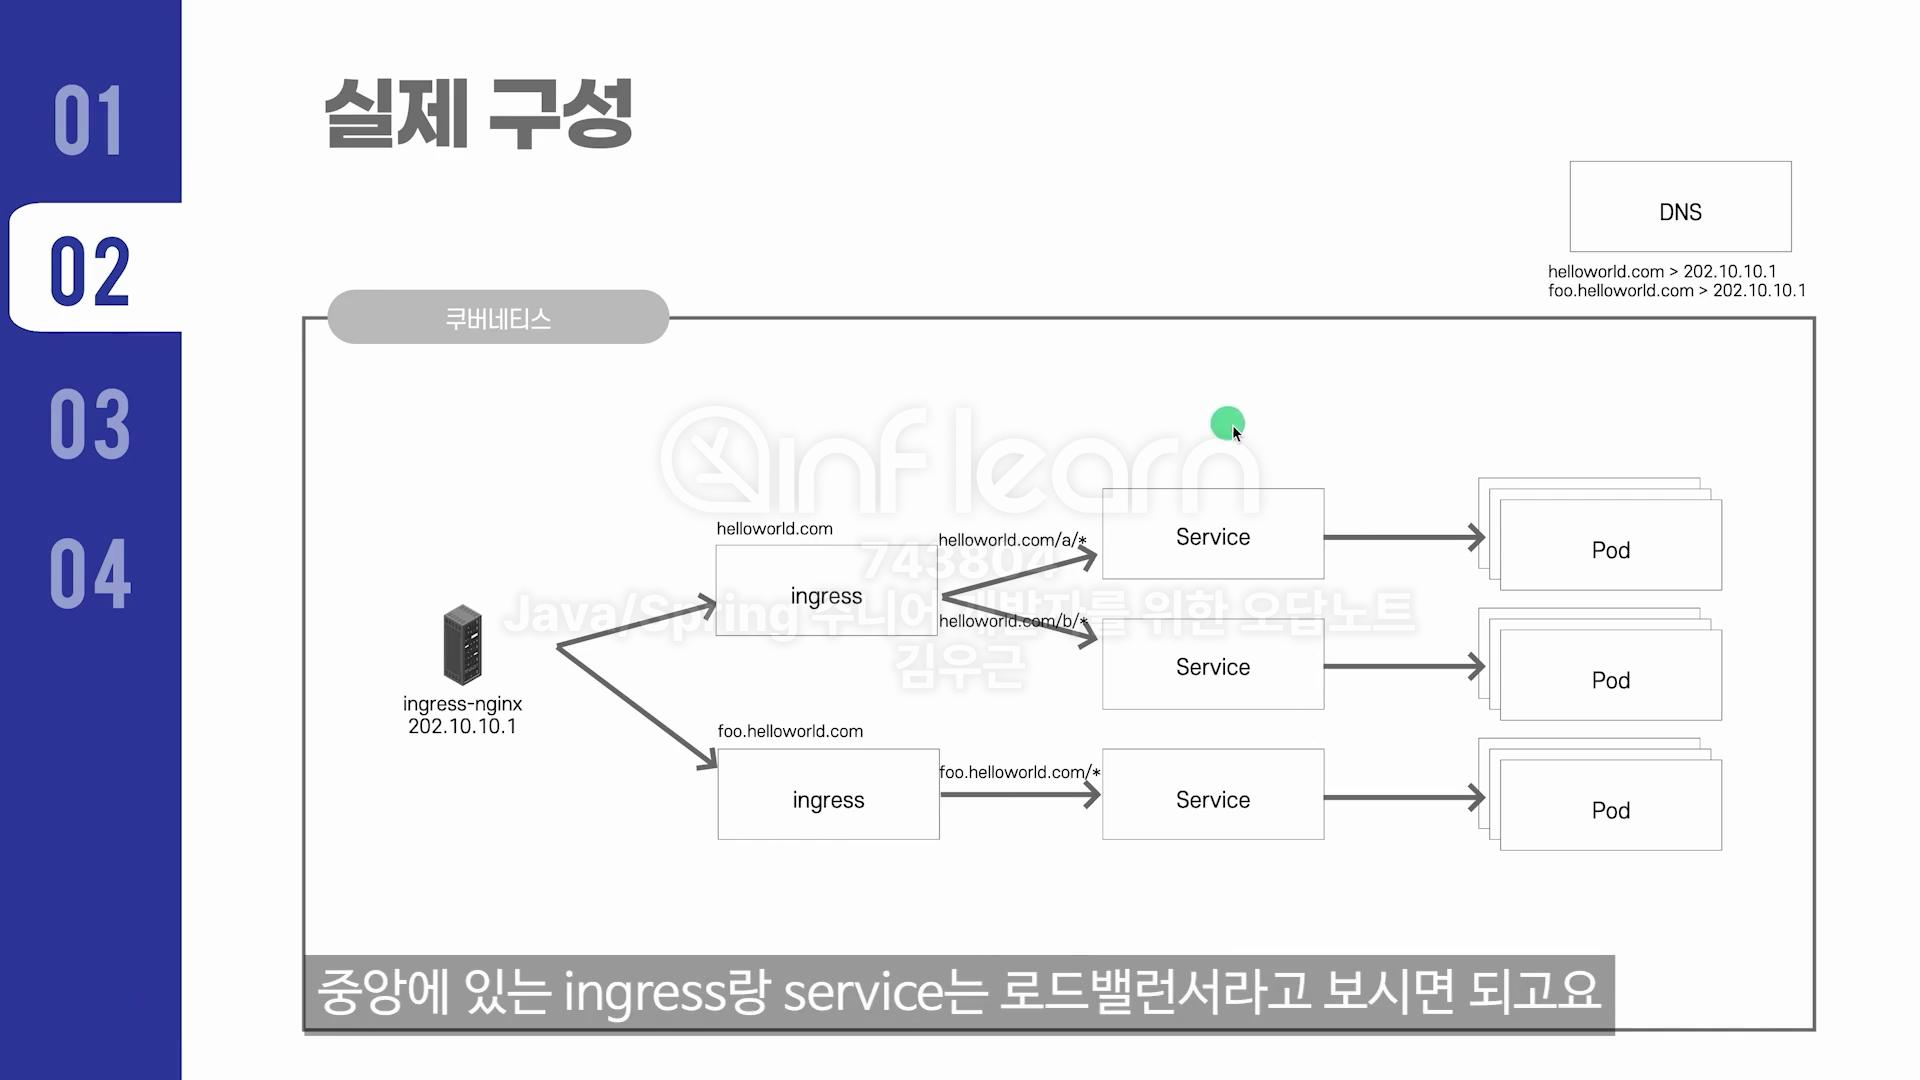 01
02
03
04
실제 구성
DNS
helloworld.com > 202.10.10.1
foo.helloworld.com > 202.10.10.1
쿠버네티스
inflearn
743804
Java/Spring 주니어 개발자를 위한 오답노트
김우근
ingress-nginx
202.10.10.1
helloworld.com
ingress
helloworld.com/a/*
helloworld.com/b/*
Service
Pod
Service
Pod
foo.helloworld.com
ingress
foo.helloworld.com/*
Service
Pod
중앙에 있는 ingress랑 service는 로드밸런서라고 보시면 되고요